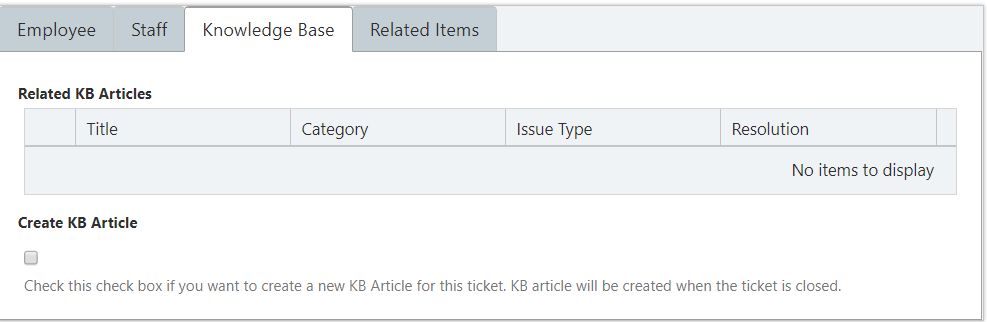 Employee Staff Knowledge Base Related Items
Related KB Articles
Title Category Issue Type Resolution
No items to display
Create KB Article
Check this check box if you want to create a new KB Article for this ticket. KB article will be created when the ticket is closed.